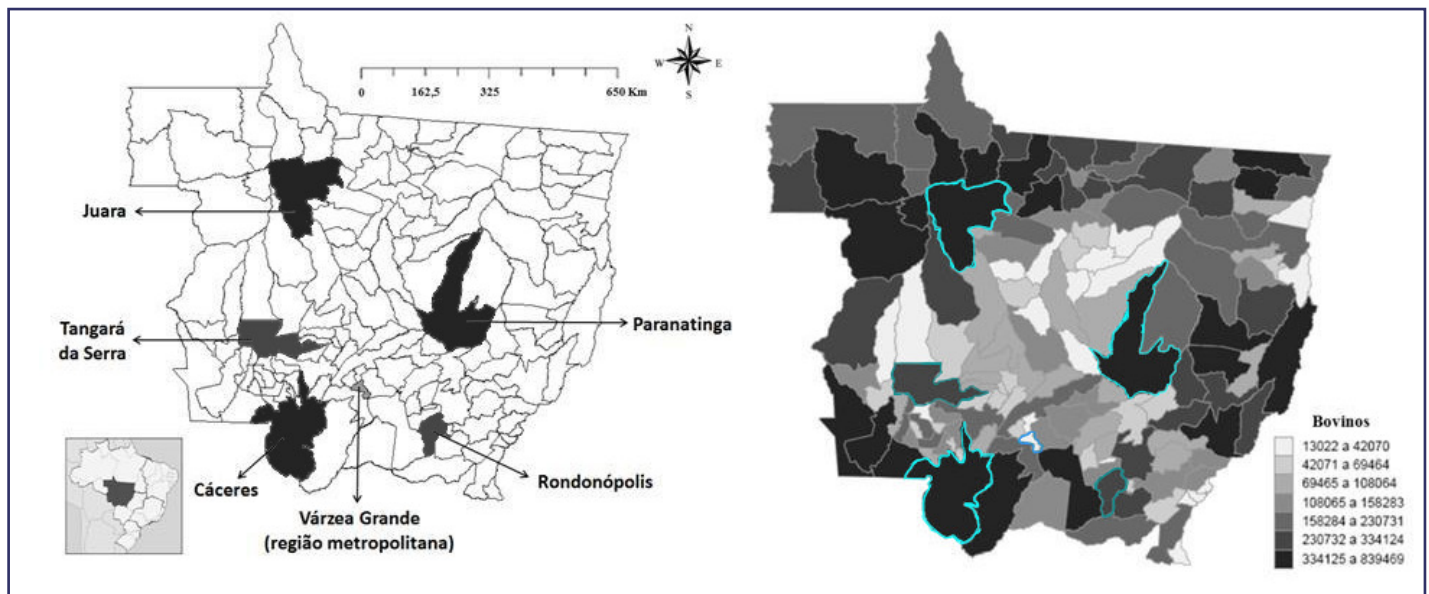 N
W
E
S
0
162,5
325
650 Km
Juara
Paranatinga
Tangará
da Serra
Cáceres
Rondonópolis
Várzea Grande
(região metropolitana)
Bovinos
13022 a 42070
42071 a 69464
69465 a 108064
108065 a 158283
158284 a 230731
230732 a 334124
334125 a 839469